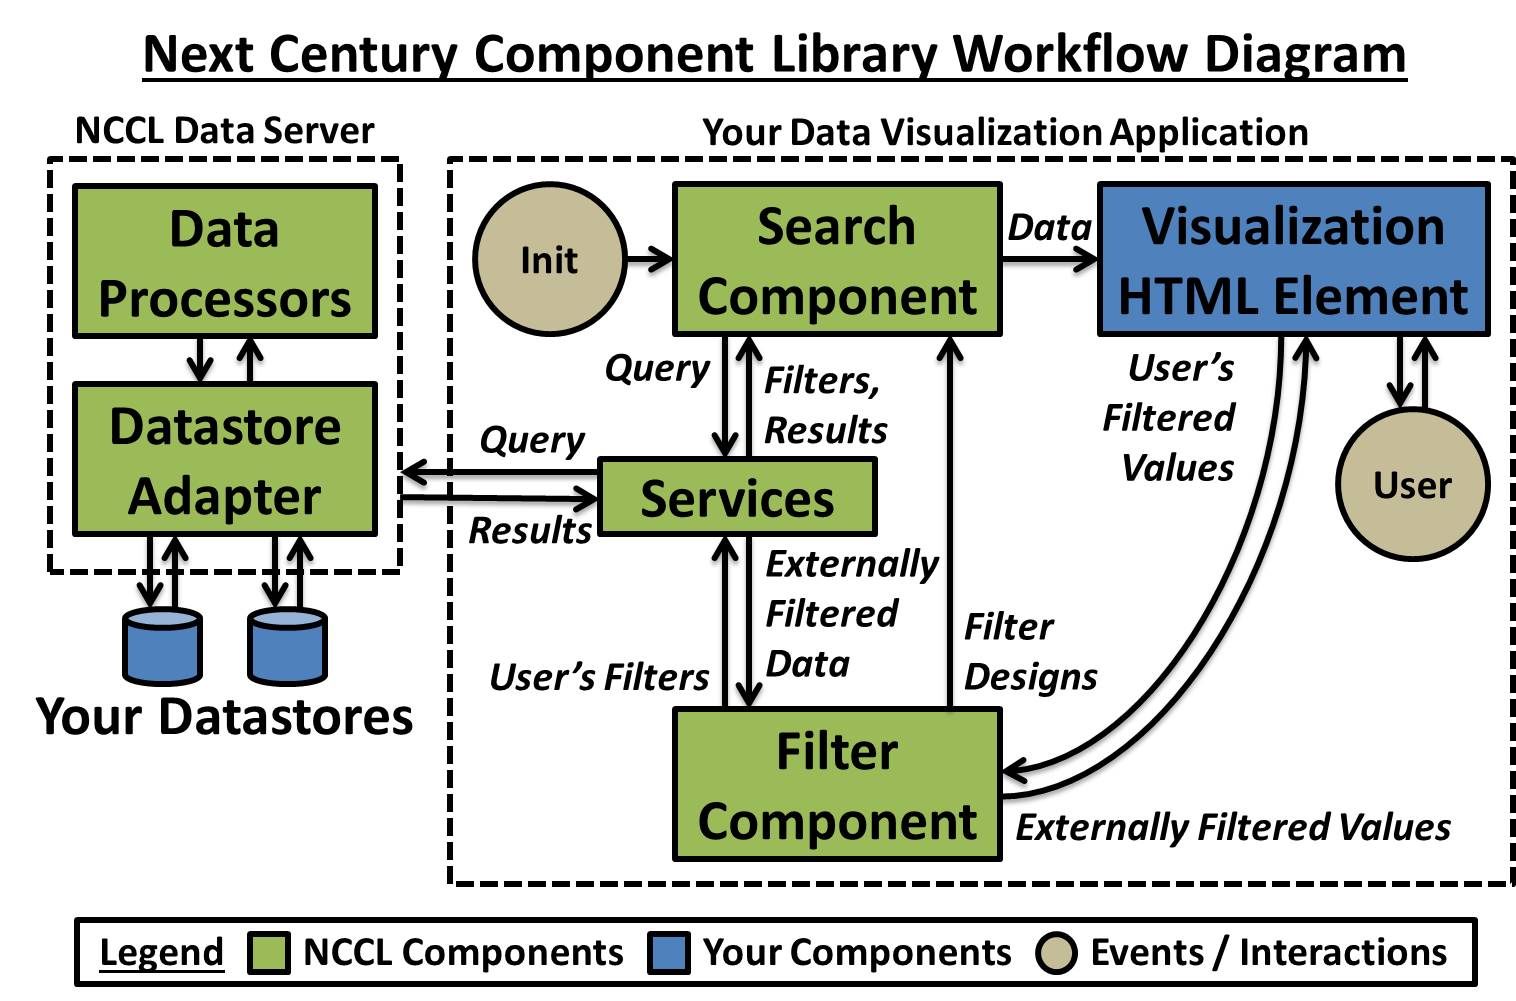 Next Century Component Library Workflow Diagram
NCCL Data Server
Your Data Visualization Application
Data
Processors
Datastore
Adapter
Your Datastores
Init
Search
Component
Data
Visualization
HTML Element
Query
Filters,
Results
User's
Filtered
Values
User
Query
Results
Services
Externally
Filtered
Data
User's Filters
Filter
Designs
Filter
Component
Externally Filtered Values
Legend NCCL Components Your Components Events / Interactions